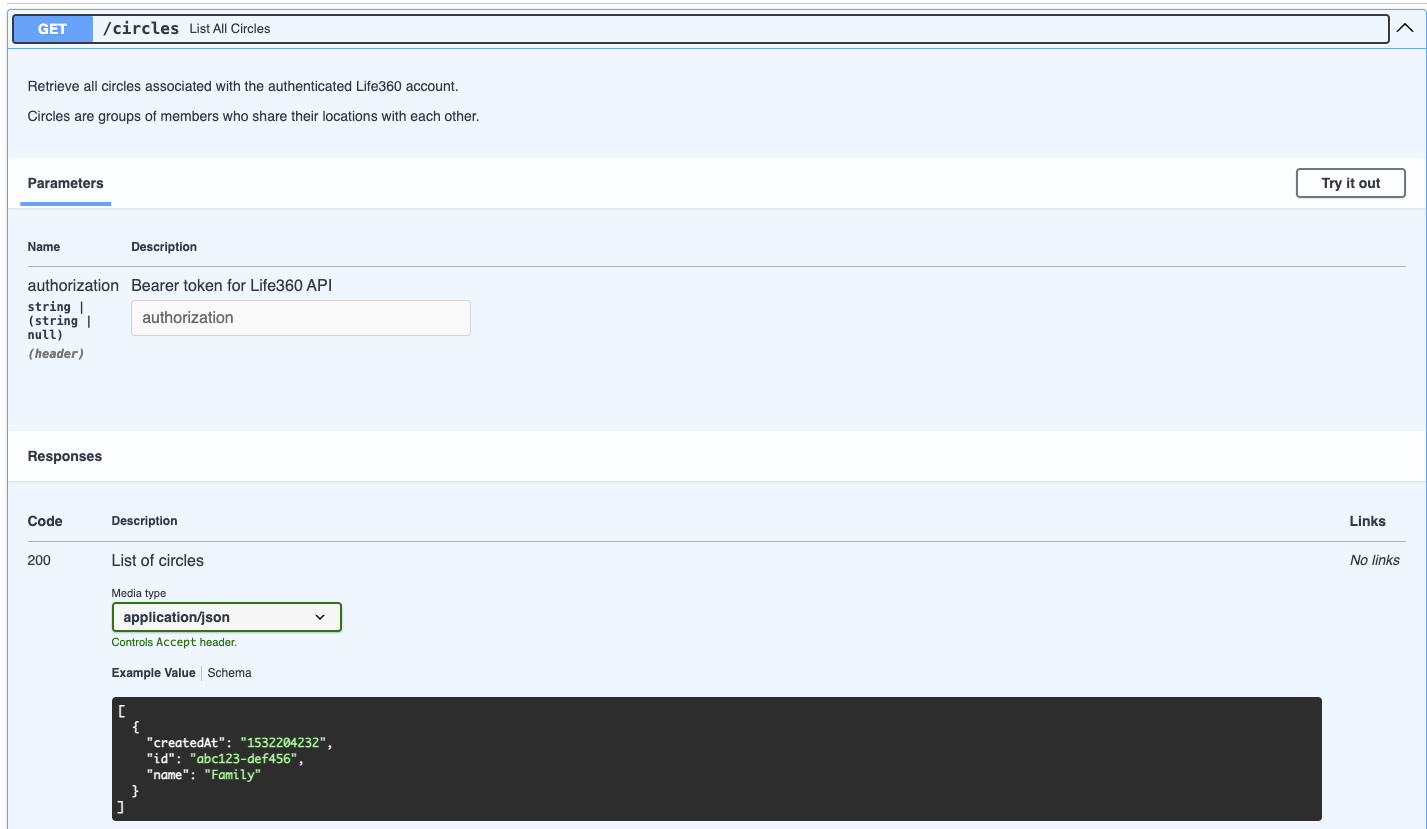 GET /circles List All Circles
Retrieve all circles associated with the authenticated Life360 account.
Circles are groups of members who share their locations with each other.
Parameters
Try it out
Name Description
authorization Bearer token for Life360 API
string |
(string |
null)
(header)
authorization
Responses
Code Description Links
200 List of circles No links
Media type
application/json
Controls Accept header.
Example Value Schema
[
  {
    "createdAt": "1532204232",
    "id": "abc123-def456",
    "name": "Family"
  }
]